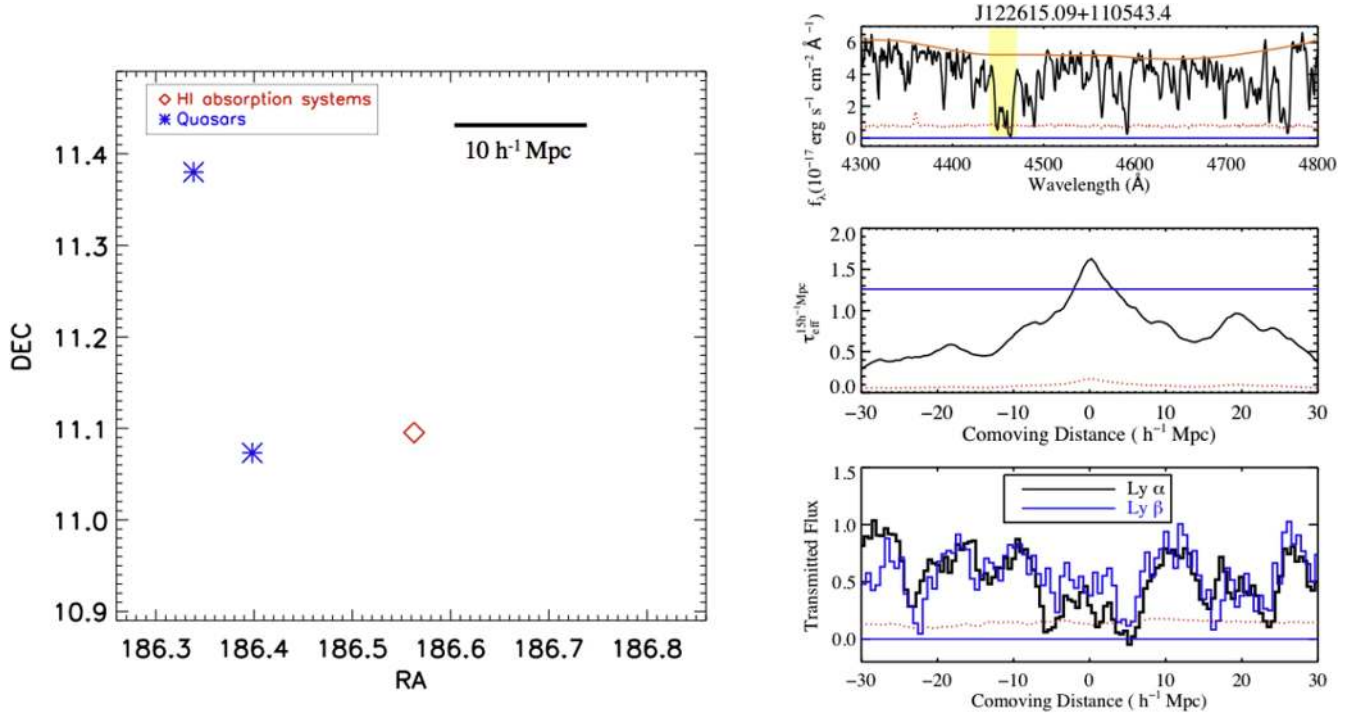 HI absorption systems
Quasars
10 h⁻¹ Mpc
11.4
11.3
11.2
11.1
11.0
10.9
DEC
186.3 186.4 186.5 186.6 186.7 186.8
RA
J122615.09+110543.4
f_λ(10⁻¹⁷ erg s⁻¹ cm⁻² Å⁻¹)
6
4
2
0
4300 4400 4500 4600 4700 4800
Wavelength (Å)
τ_eff^15h⁻¹Mpc
2.0
1.5
1.0
0.5
0.0
−30 −20 −10 0 10 20 30
Comoving Distance ( h⁻¹ Mpc)
Transmitted Flux
1.5
1.0
0.5
0.0
Ly α
Ly β
−30 −20 −10 0 10 20 30
Comoving Distance ( h⁻¹ Mpc)